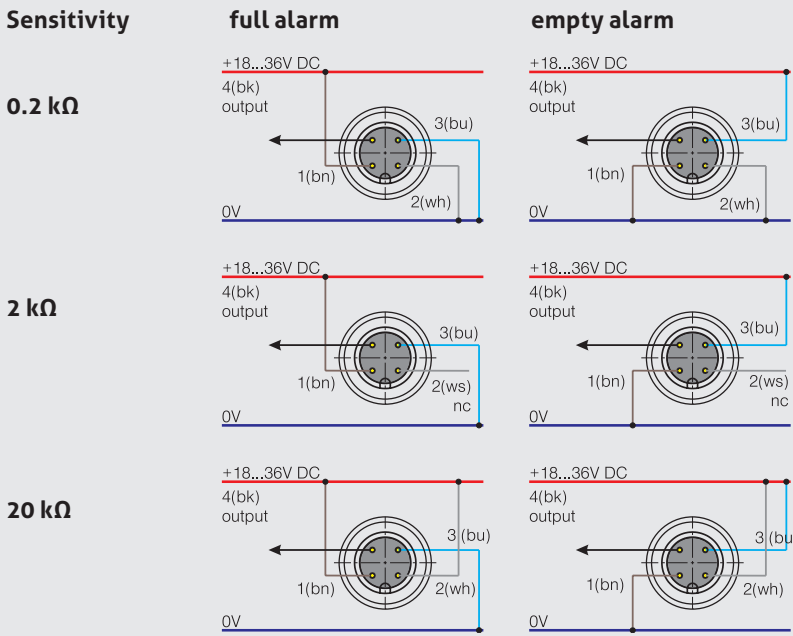 Sensitivity full alarm empty alarm
0.2 kΩ
+18...36V DC
4(bk)
output
3(bu)
1(bn)
2(wh)
0V
+18...36V DC
4(bk)
output
3(bu)
1(bn)
2(wh)
0V
2 kΩ
+18...36V DC
4(bk)
output
3(bu)
1(bn)
2(ws)
nc
0V
+18...36V DC
4(bk)
output
3(bu)
1(bn)
2(ws)
nc
0V
20 kΩ
+18...36V DC
4(bk)
output
3 (bu)
1(bn)
2(wh)
0V
+18...36V DC
4(bk)
output
3 (bu
1(bn)
2(wh)
0V